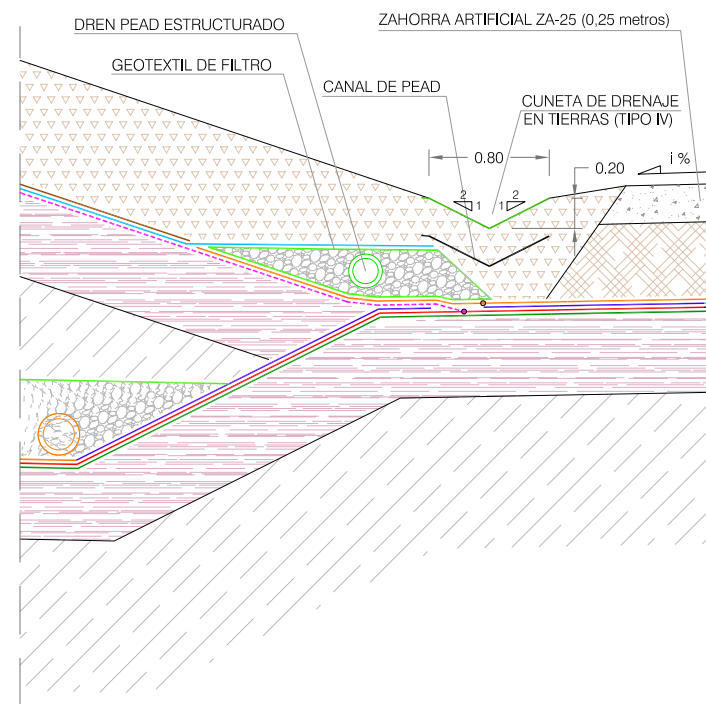 DREN PEAD ESTRUCTURADO
ZAHORRA ARTIFICIAL ZA-25 (0,25 metros)
GEOTEXTIL DE FILTRO
CANAL DE PEAD
CUNETA DE DRENAJE
EN TIERRAS (TIPO IV)
0.80
0.20
i %
2
1
2
1